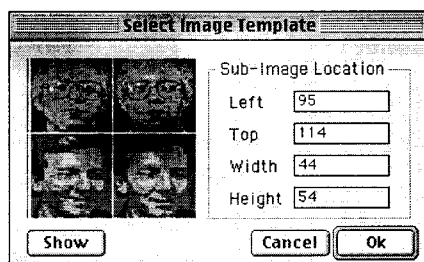 Select Image Template
Sub-Image Location
Left 95
Top 114
Width 44
Height 54
Show Cancel Ok